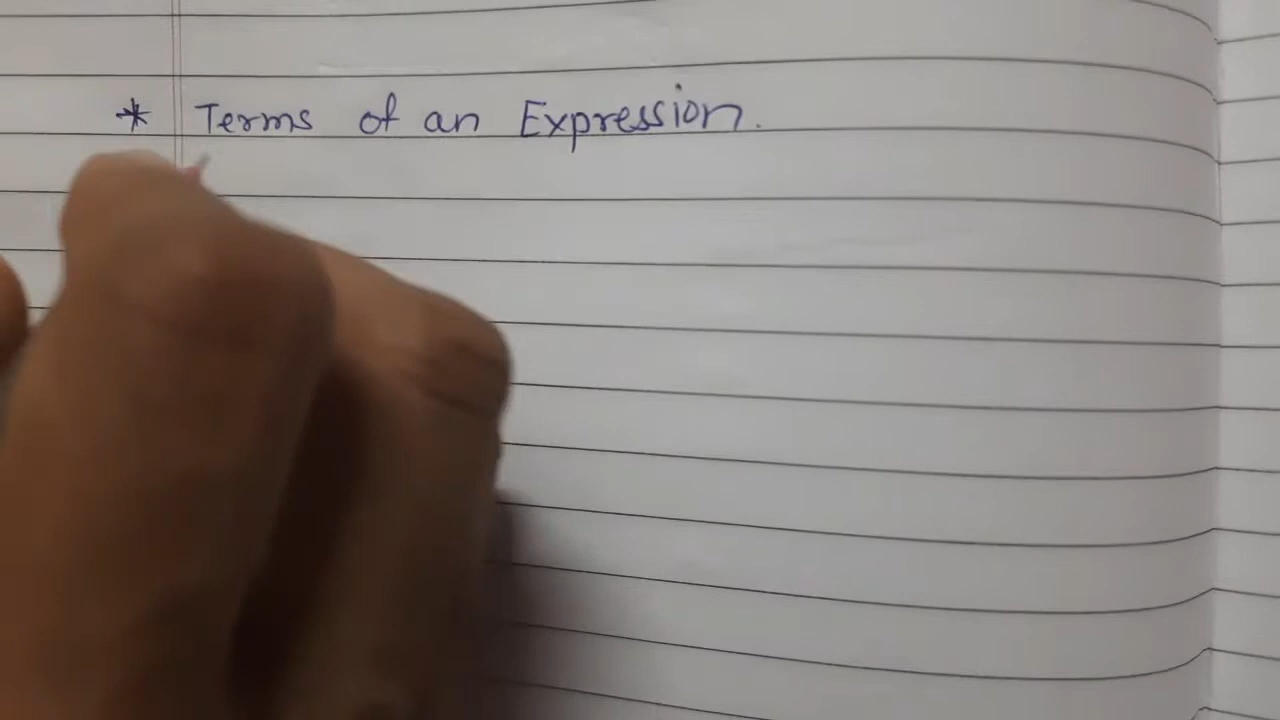 * Terms of an Expression.